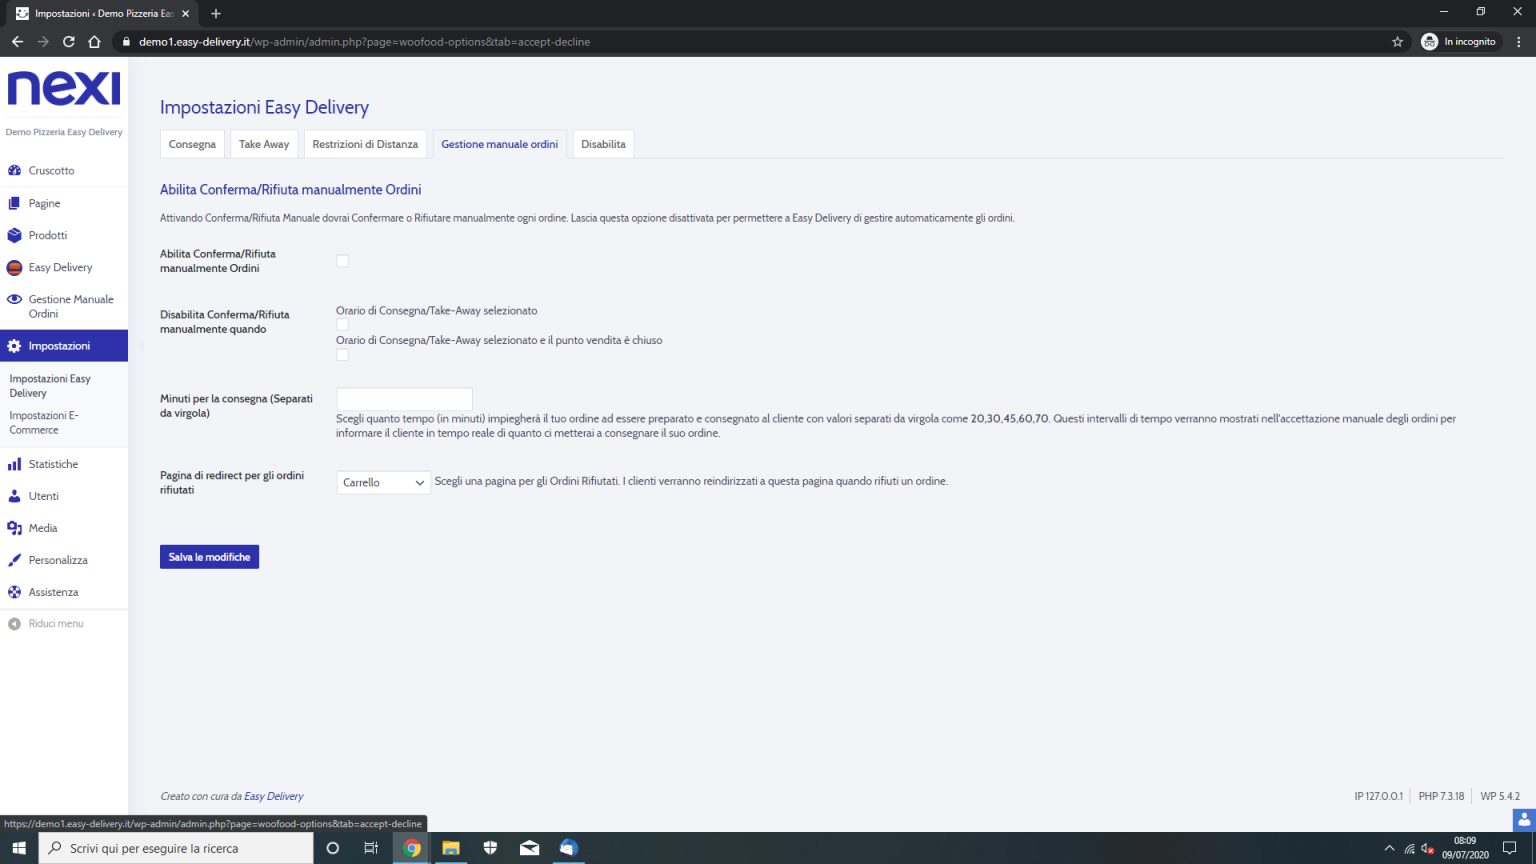 Impostazioni ‹ Demo Pizzeria Eas
demo1.easy-delivery.it/wp-admin/admin.php?page=woofood-options&tab=accept-decline
In incognito
nexi
Demo Pizzeria Easy Delivery
Cruscotto
Pagine
Prodotti
Easy Delivery
Gestione Manuale
Ordini
Impostazioni
Impostazioni Easy
Delivery
Impostazioni E-
Commerce
Statistiche
Utenti
Media
Personalizza
Assistenza
Riduci menu
Impostazioni Easy Delivery
Consegna
Take Away
Restrizioni di Distanza
Gestione manuale ordini
Disabilita
Abilita Conferma/Rifiuta manualmente Ordini
Attivando Conferma/Rifiuta Manuale dovrai Confermare o Rifiutare manualmente ogni ordine. Lascia questa opzione disattivata per permettere a Easy Delivery di gestire automaticamente gli ordini.
Abilita Conferma/Rifiuta
manualmente Ordini
Disabilita Conferma/Rifiuta
manualmente quando
Orario di Consegna/Take-Away selezionato
Orario di Consegna/Take-Away selezionato e il punto vendita è chiuso
Minuti per la consegna (Separati
da virgola)
Scegli quanto tempo (in minuti) impiegherà il tuo ordine ad essere preparato e consegnato al cliente con valori separati da virgola come 20,30,45,60,70. Questi intervalli di tempo verranno mostrati nell'accettazione manuale degli ordini per
informare il cliente in tempo reale di quanto ci metterai a consegnare il suo ordine.
Pagina di redirect per gli ordini
rifiutati
Carrello
Scegli una pagina per gli Ordini Rifiutati. I clienti verranno reindirizzati a questa pagina quando rifiuti un ordine.
Salva le modifiche
Creato con cura da Easy Delivery
IP 127.0.0.1
PHP 7.3.18
WP 5.4.2
https://demo1.easy-delivery.it/wp-admin/admin.php?page=woofood-options&tab=accept-decline
Scrivi qui per eseguire la ricerca
08:09
09/07/2020